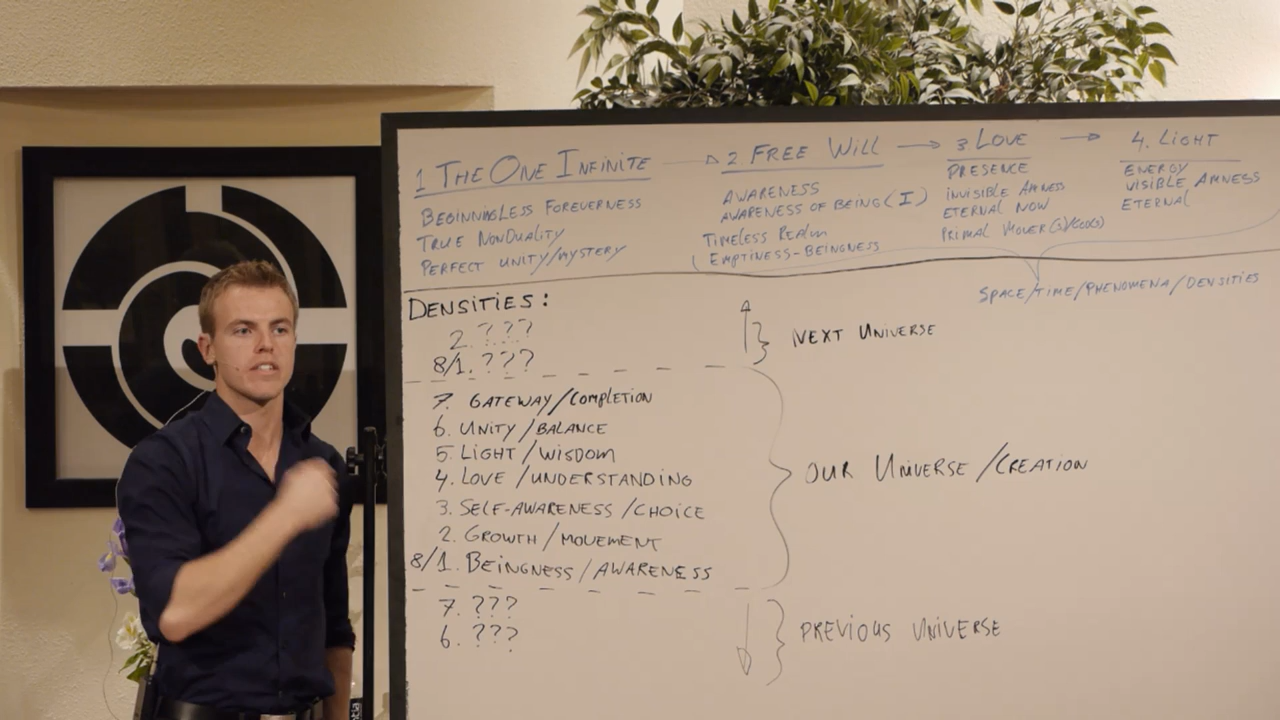 1 THE ONE INFINITE → 2 FREE WILL → 3. LOVE → 4. LIGHT
BEGINNINGLESS FOREVERNESS
TRUE NONDUALITY
PERFECT UNITY/MYSTERY
AWARENESS
AWARENESS OF BEING (I)
TIMELESS REALM
(EMPTINESS-BEINGNESS
PRESENCE
INVISIBLE AMNESS
ETERNAL NOW
PRIMAL MOVER(S)/GOD(S)
ENERGY
VISIBLE AMNESS
ETERNAL
SPACE/TIME/PHENOMENA/DENSITIES
DENSITIES:
2. ???
8/1. ???
NEXT UNIVERSE
7. GATEWAY/COMPLETION
6. UNITY/BALANCE
5. LIGHT/WISDOM
4. LOVE/UNDERSTANDING
3. SELF-AWARENESS/CHOICE
2. GROWTH/MOVEMENT
8/1. BEINGNESS/AWARENESS
OUR UNIVERSE/CREATION
7. ???
6. ???
PREVIOUS UNIVERSE